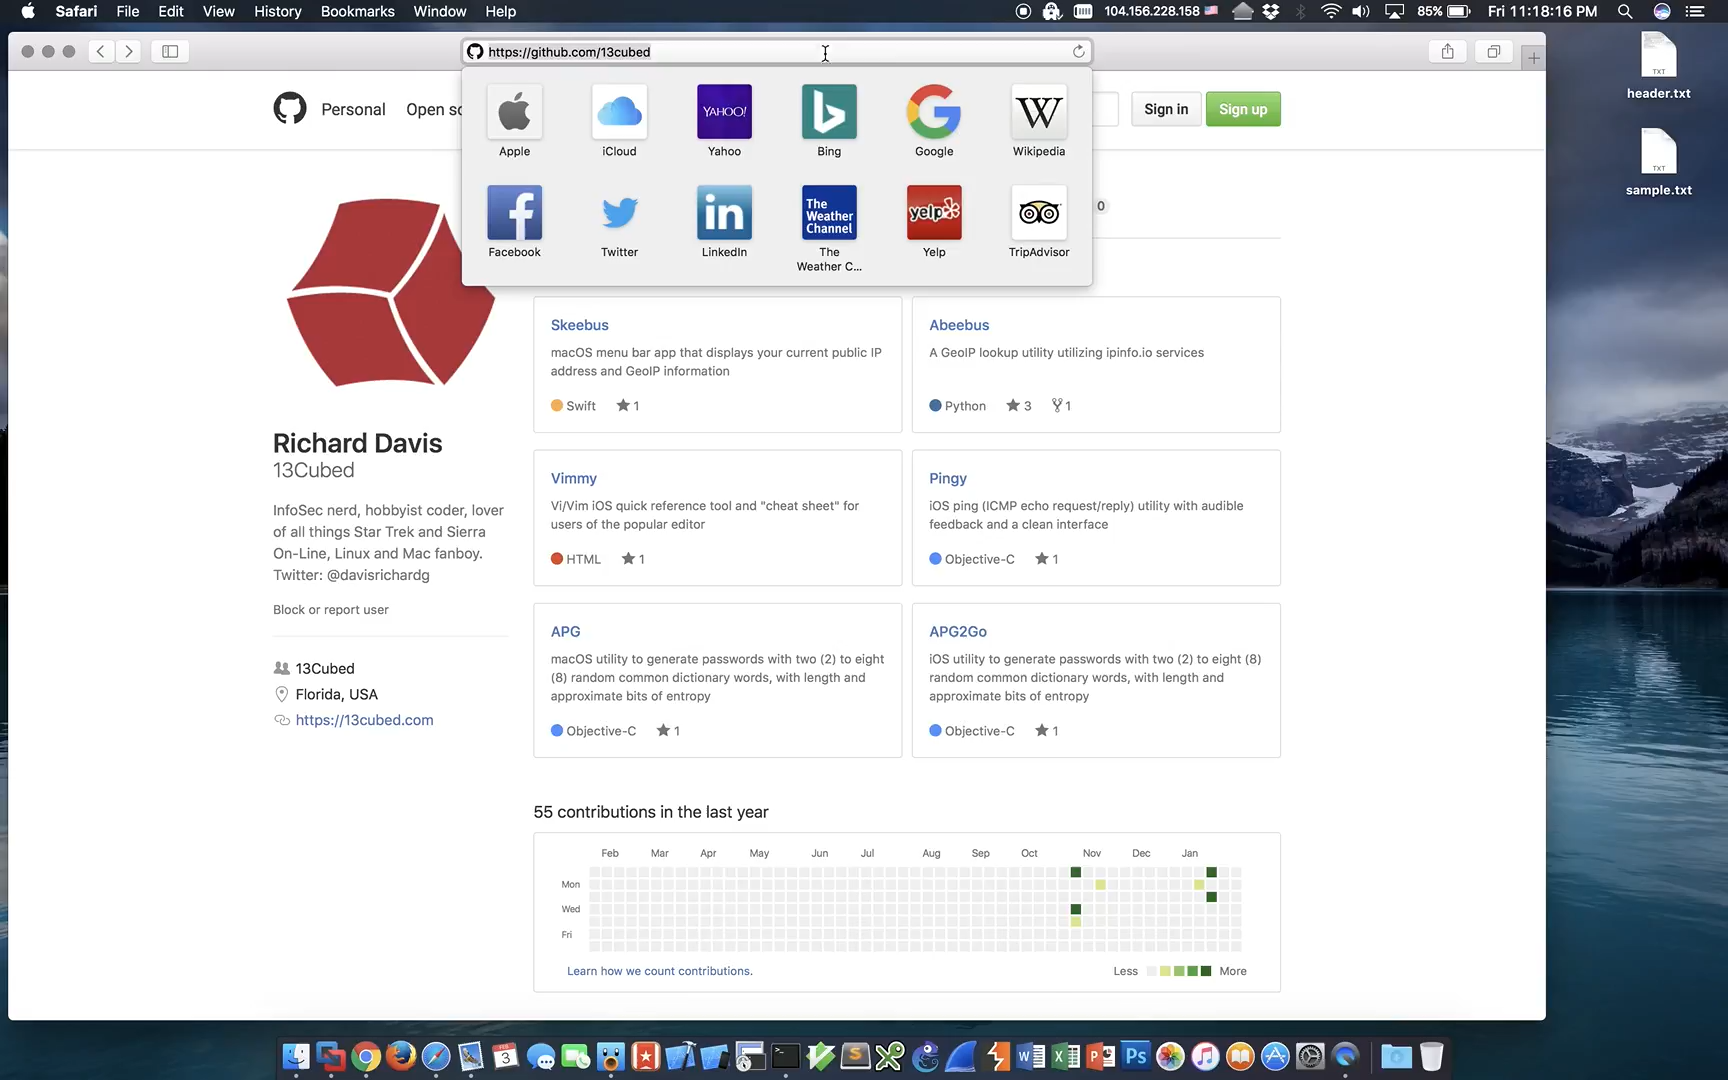 Safari File Edit View History Bookmarks Window Help 104.156.228.158 85% Fri 11:18:16 PM
https://github.com/13cubed
header.txt
sample.txt
TXT
TXT
Personal Open so
Sign in Sign up
Apple iCloud Yahoo Bing Google Wikipedia
YAHOO!
W
Facebook Twitter LinkedIn The Weather C... Yelp TripAdvisor
in
The Weather Channel
yelp
0
Richard Davis
13Cubed
InfoSec nerd, hobbyist coder, lover
of all things Star Trek and Sierra
On-Line, Linux and Mac fanboy.
Twitter: @davisrichardg
Block or report user
13Cubed
Florida, USA
https://13cubed.com
Skeebus
macOS menu bar app that displays your current public IP
address and GeoIP information
Swift 1
Abeebus
A GeoIP lookup utility utilizing ipinfo.io services
Python 3 1
Vimmy
Vi/Vim iOS quick reference tool and "cheat sheet" for
users of the popular editor
HTML 1
Pingy
iOS ping (ICMP echo request/reply) utility with audible
feedback and a clean interface
Objective-C 1
APG
macOS utility to generate passwords with two (2) to eight
(8) random common dictionary words, with length and
approximate bits of entropy
Objective-C 1
APG2Go
iOS utility to generate passwords with two (2) to eight (8)
random common dictionary words, with length and
approximate bits of entropy
Objective-C 1
55 contributions in the last year
Feb Mar Apr May Jun Jul Aug Sep Oct Nov Dec Jan
Mon
Wed
Fri
Learn how we count contributions.
Less More
FEB
3
Ps